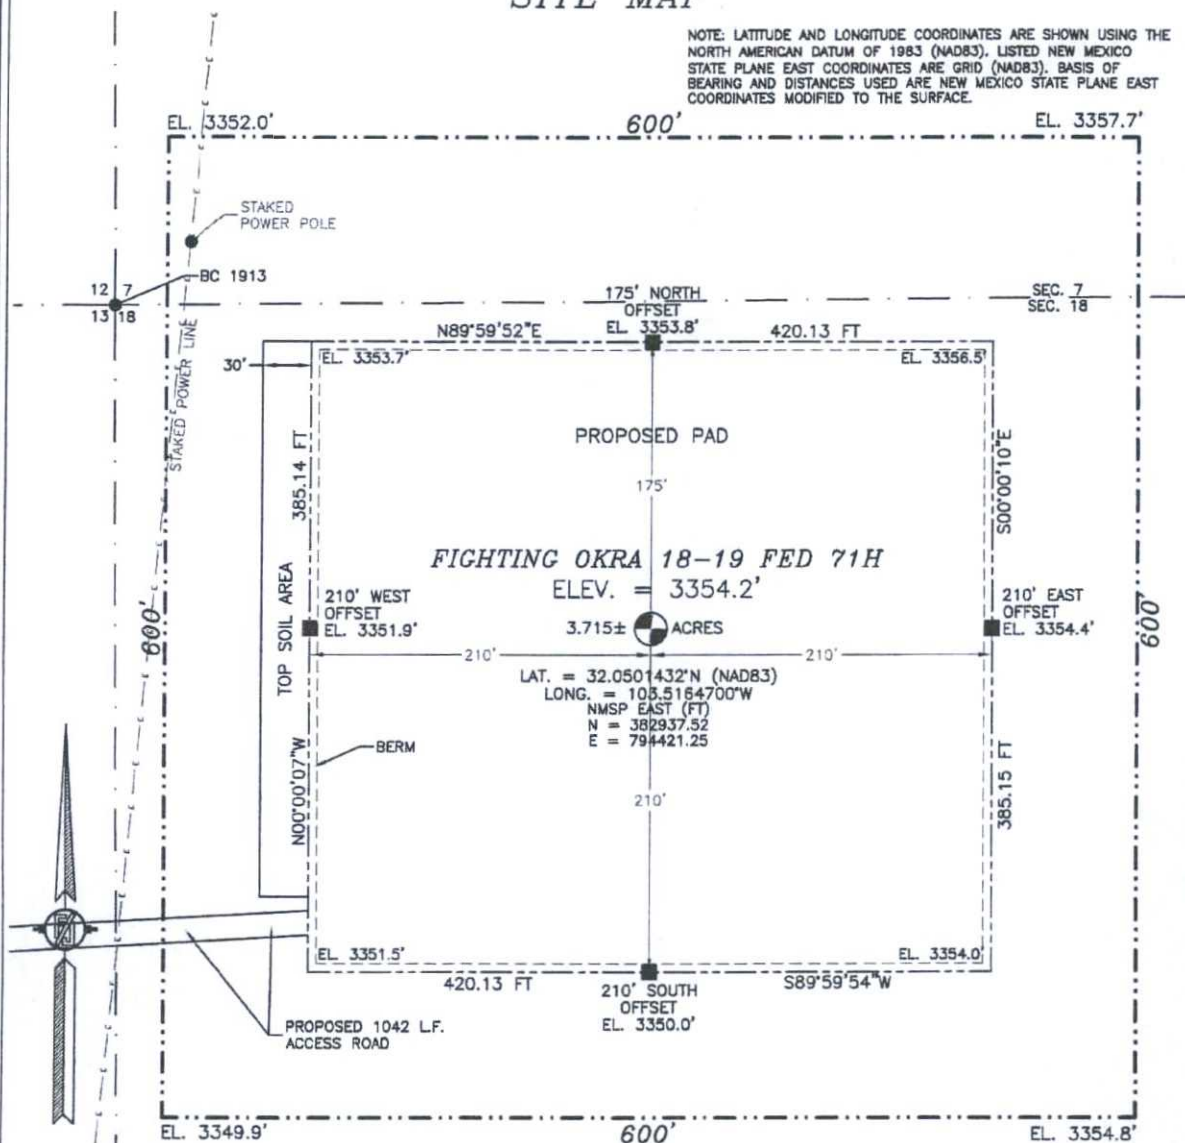 SITE MAP
NOTE: LATITUDE AND LONGITUDE COORDINATES ARE SHOWN USING THE
NORTH AMERICAN DATUM OF 1983 (NAD83). LISTED NEW MEXICO
STATE PLANE EAST COORDINATES ARE GRID (NAD83). BASIS OF
BEARING AND DISTANCES USED ARE NEW MEXICO STATE PLANE EAST
COORDINATES MODIFIED TO THE SURFACE.
EL. 3352.0'
600'
EL. 3357.7'
STAKED
POWER POLE
BC 1913
12 7
13 18
175' NORTH
OFFSET
EL. 3353.8'
SEC. 7
SEC. 18
N89°59'52"E
420.13 FT
30'
EL. 3353.7'
EL. 3356.5'
STAKED POWER LINE
PROPOSED PAD
385.14 FT
175'
S00°00'10"E
FIGHTING OKRA 18-19 FED 71H
ELEV. = 3354.2'
TOP SOIL AREA
210' WEST
OFFSET
EL. 3351.9'
3.715± ACRES
210' EAST
OFFSET
EL. 3354.4'
600'
600'
210'
210'
LAT. = 32.0501432°N (NAD83)
LONG. = 103.5164700°W
NMSP EAST (FT)
N = 382937.52
E = 794421.25
BERM
N00°00'07"W
385.15 FT
210'
EL. 3351.5'
EL. 3354.0'
420.13 FT
210' SOUTH
OFFSET
EL. 3350.0'
S89°59'54"W
PROPOSED 1042 L.F.
ACCESS ROAD
EL. 3349.9'
600'
EL. 3354.8'